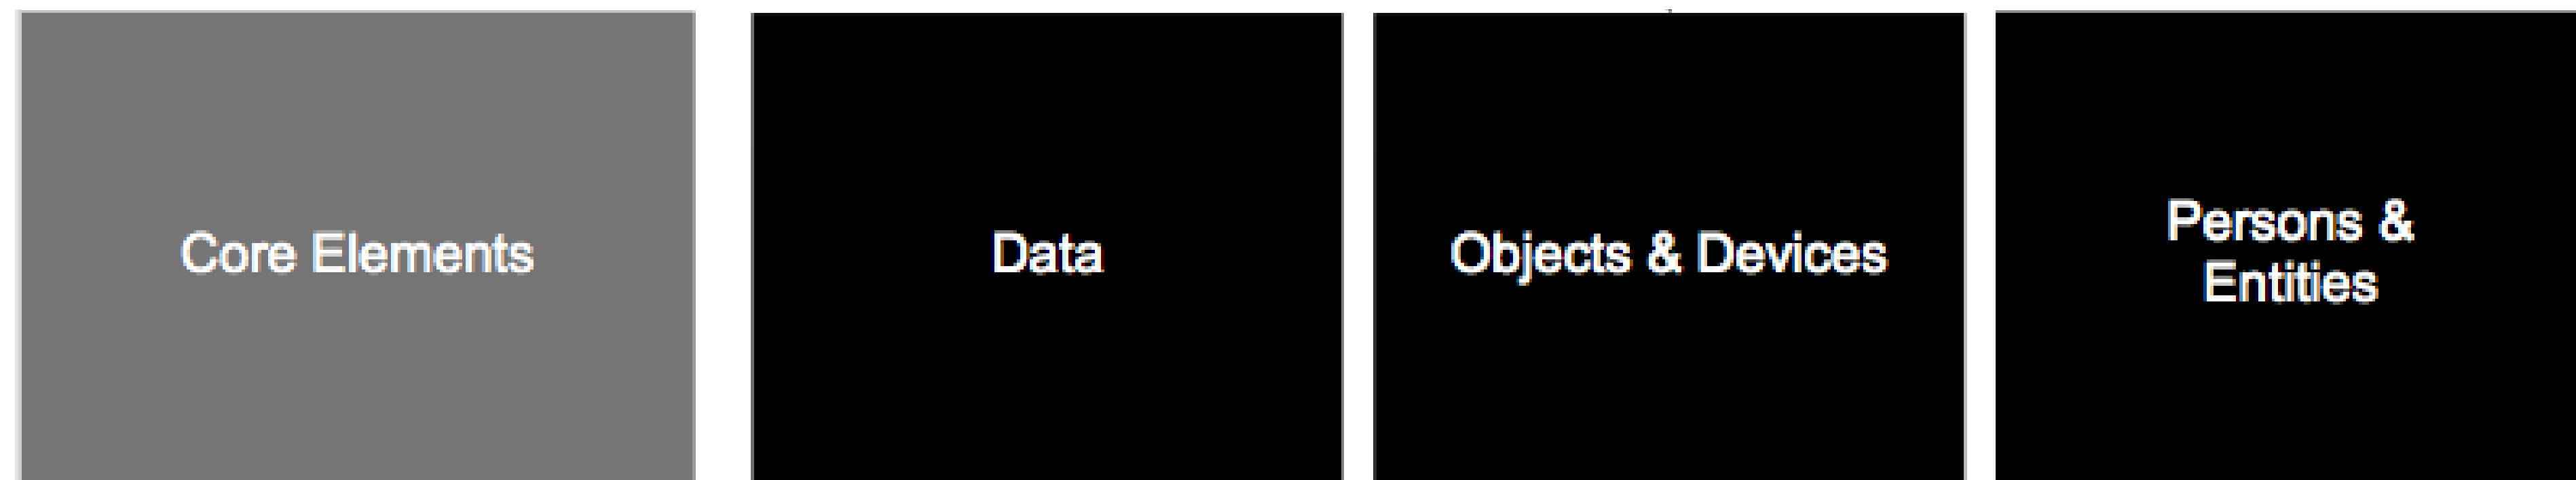 Core Elements
Data
Objects & Devices
Persons &
Entities